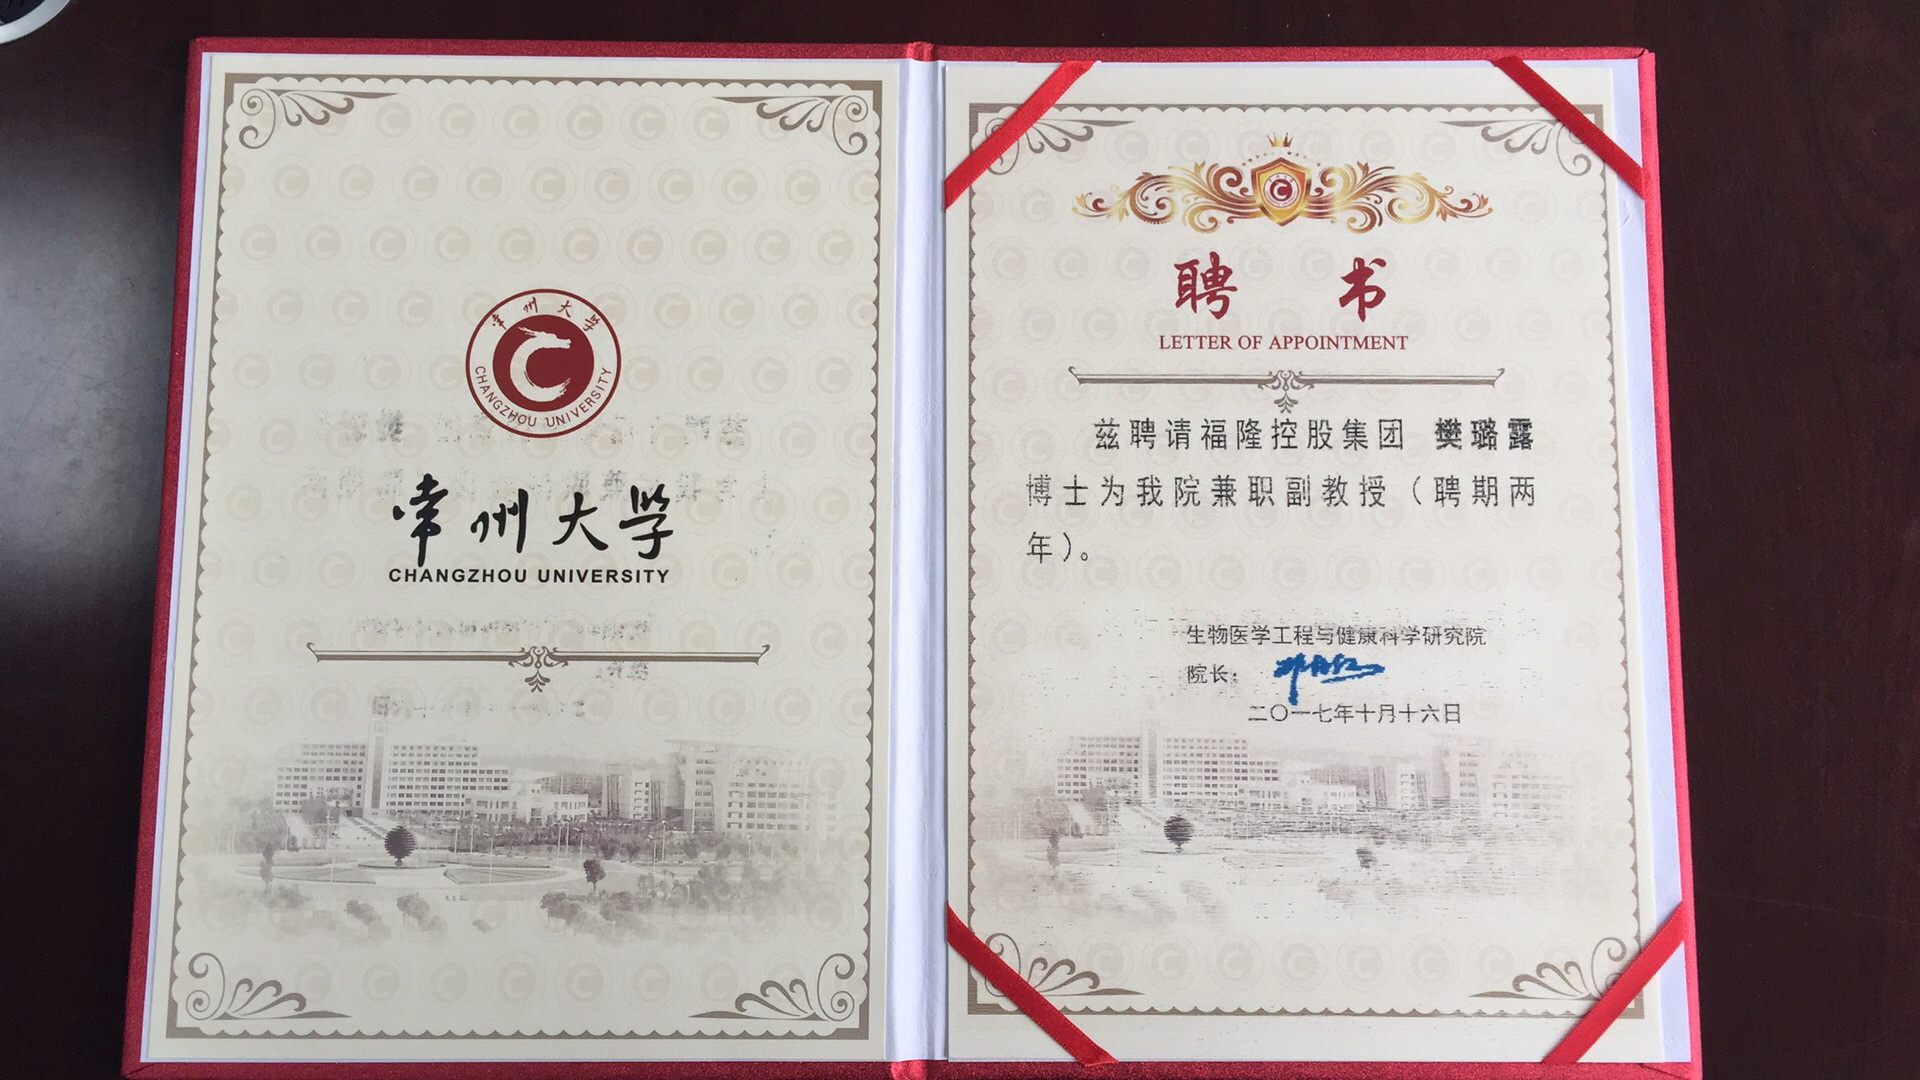 常州大学
CHANGZHOU UNIVERSITY
常州大学
CHANGZHOU UNIVERSITY
聘书
LETTER OF APPOINTMENT
兹聘请福隆控股集团 樊璐露
博士为我院兼职副教授（聘期两
年）。
生物医学工程与健康科学研究院
院长：
二〇一七年十月十六日